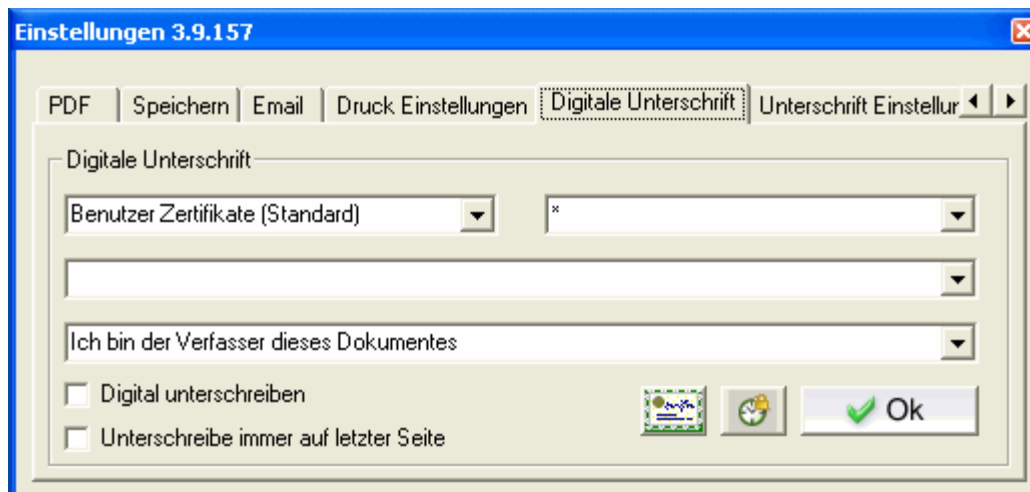 Einstellungen 3.9.157
PDF Speichern Email Druck Einstellungen Digitale Unterschrift Unterschrift Einstellur
Digitale Unterschrift
Benutzer Zertifikate (Standard) *
Ich bin der Verfasser dieses Dokumentes
Digital unterschreiben
Ok
Unterschreibe immer auf letzter Seite